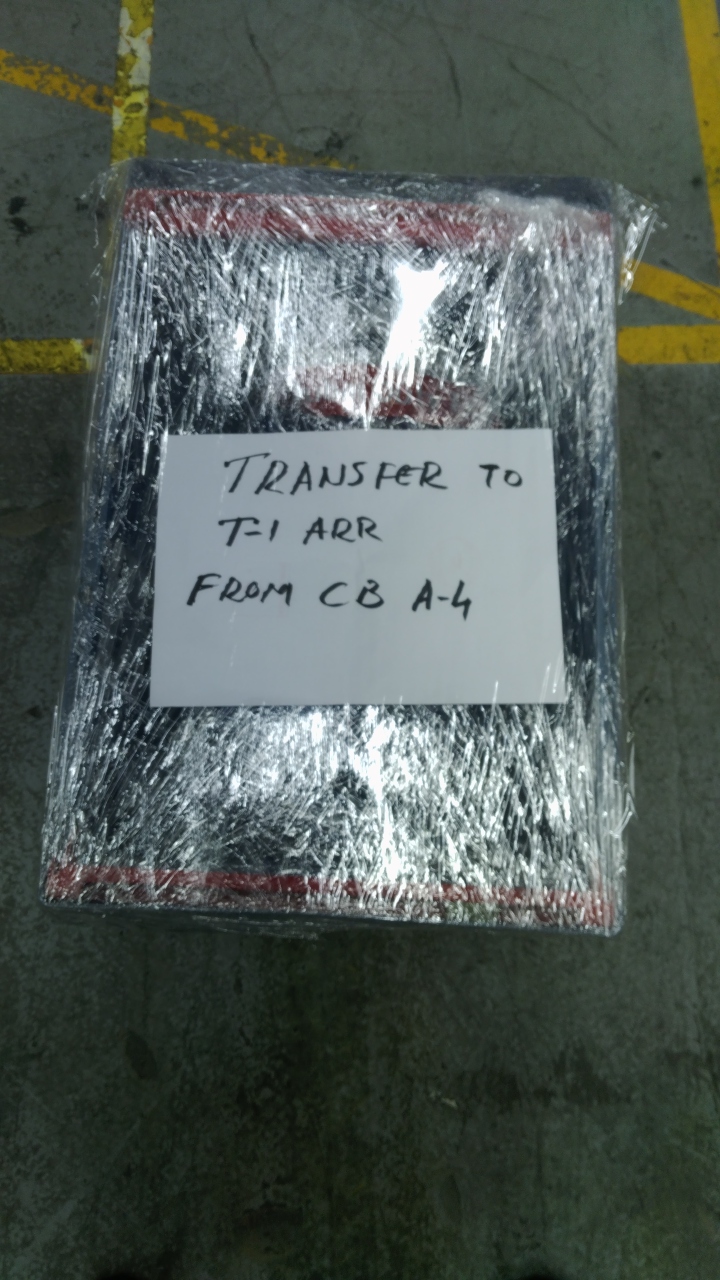 TRANSFER TO
T-1 ARR
FROM CB A-4